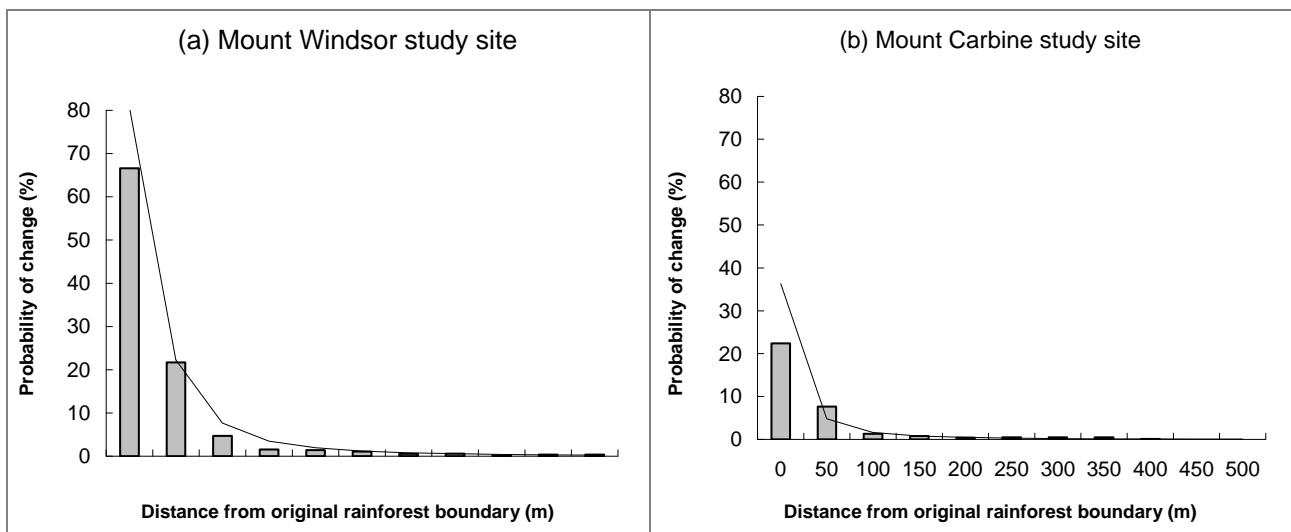 (a) Mount Windsor study site
80
70
60
50
40
30
20
10
0
Probability of change (%)
Distance from original rainforest boundary (m)
(b) Mount Carbine study site
80
70
60
50
40
30
20
10
0
Probability of change (%)
0 50 100 150 200 250 300 350 400 450 500
Distance from original rainforest boundary (m)